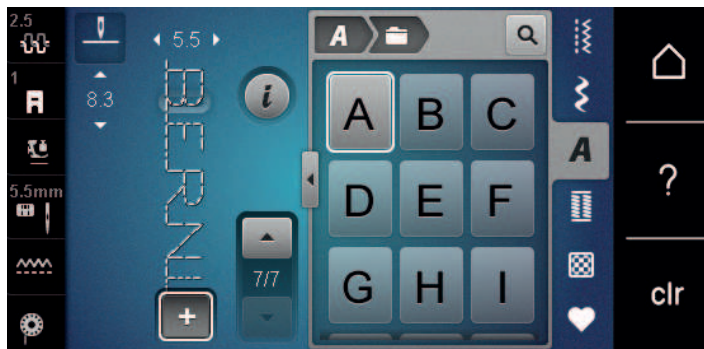 2.5
1
5.5mm
5.5
8.3
BERNI
7/7
i
A
A B C
D E F
G H I
A
?
clr